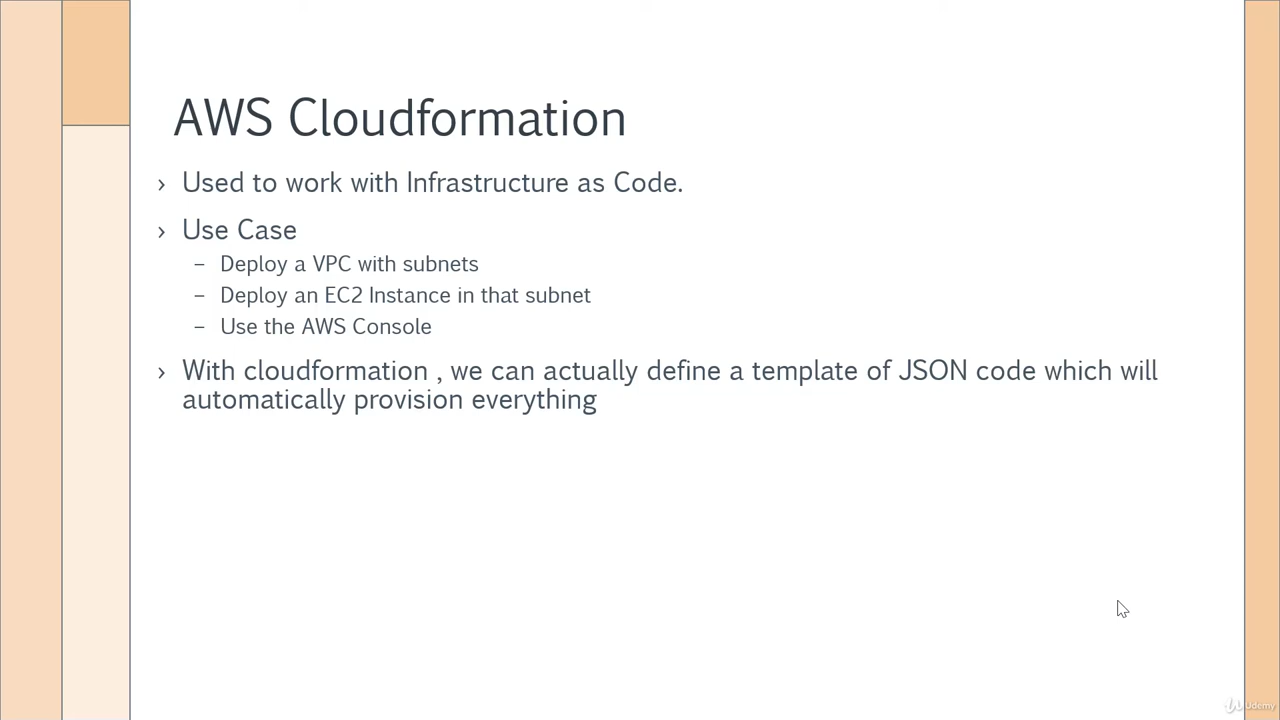 AWS Cloudformation
› Used to work with Infrastructure as Code.
› Use Case
– Deploy a VPC with subnets
– Deploy an EC2 Instance in that subnet
– Use the AWS Console
› With cloudformation , we can actually define a template of JSON code which will
automatically provision everything
Udemy